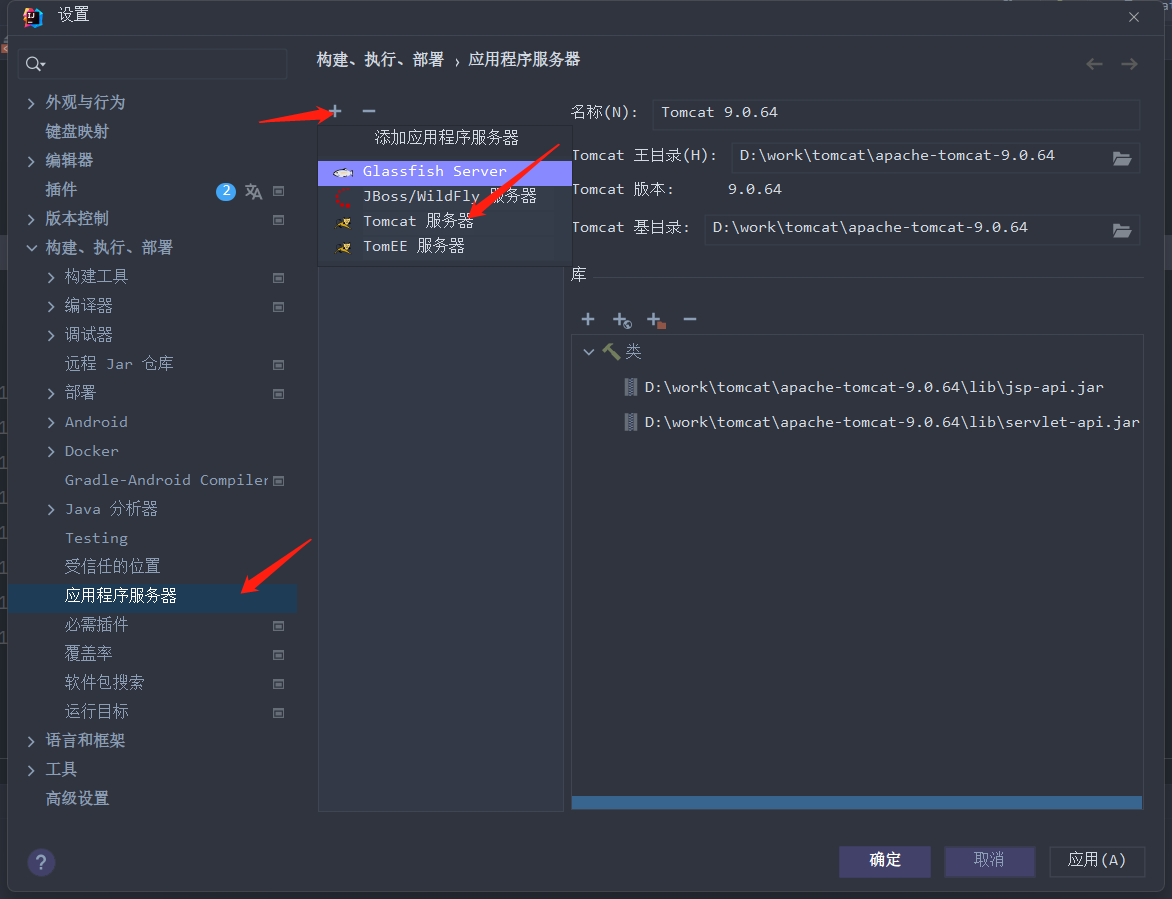 设置
构建、执行、部署 › 应用程序服务器
外观与行为
键盘映射
编辑器
插件 2
版本控制
构建、执行、部署
构建工具
编译器
调试器
远程 Jar 仓库
部署
Android
Docker
Gradle-Android Compiler
Java 分析器
Testing
受信任的位置
应用程序服务器
必需插件
覆盖率
软件包搜索
运行目标
语言和框架
工具
高级设置
添加应用程序服务器
Glassfish Server
JBoss/WildFly 服务器
Tomcat 服务器
TomEE 服务器
名称(N): Tomcat 9.0.64
Tomcat 主目录(H): D:\work\tomcat\apache-tomcat-9.0.64
Tomcat 版本: 9.0.64
Tomcat 基目录: D:\work\tomcat\apache-tomcat-9.0.64
库
类
D:\work\tomcat\apache-tomcat-9.0.64\lib\jsp-api.jar
D:\work\tomcat\apache-tomcat-9.0.64\lib\servlet-api.jar
?
确定 取消 应用(A)